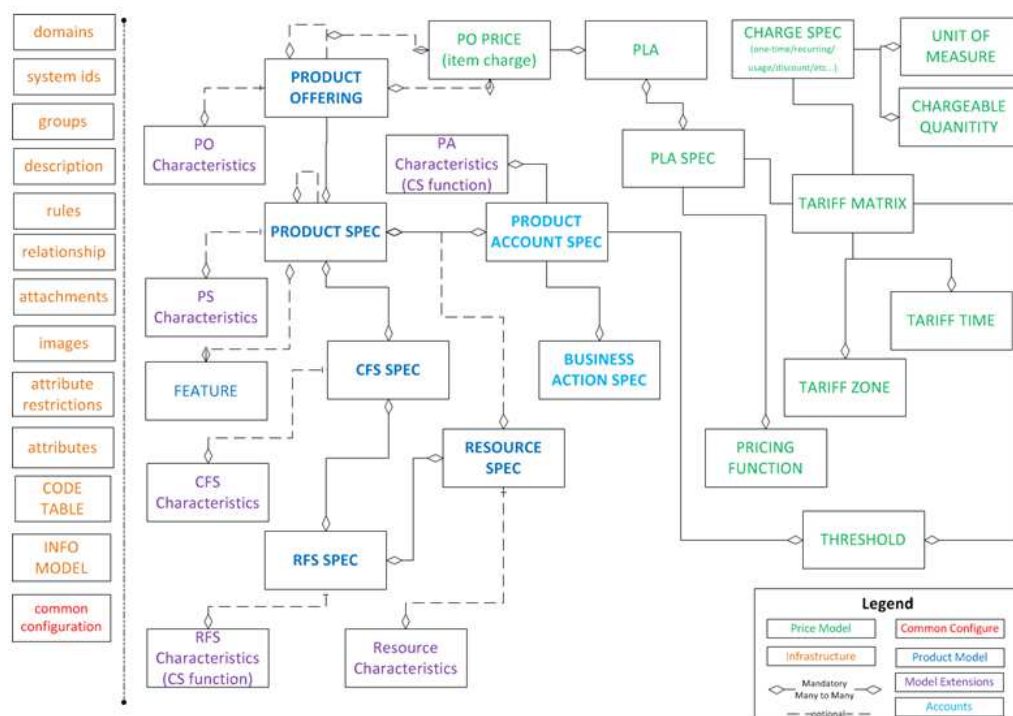 domains
system ids
groups
description
rules
relationship
attachments
images
attribute
restrictions
attributes
CODE
TABLE
INFO
MODEL
common
configuration
PRODUCT
OFFERING
PO PRICE
(item charge)
PLA
CHARGE SPEC
(one-time/recurring/
usage/discount/etc...)
UNIT OF
MEASURE
CHARGEABLE
QUANITITY
PO
Characteristics
PA
Characteristics
(CS function)
PLA SPEC
TARIFF MATRIX
PRODUCT SPEC
PRODUCT
ACCOUNT SPEC
PS
Characteristics
TARIFF TIME
FEATURE
CFS SPEC
BUSINESS
ACTION SPEC
TARIFF ZONE
CFS
Characteristics
RESOURCE
SPEC
PRICING
FUNCTION
RFS SPEC
THRESHOLD
RFS
Characteristics
(CS function)
Resource
Characteristics
Legend
Price Model
Common Configure
Infrastructure
Product Model
Mandatory
Many to Many
Model Extensions
optional
Accounts